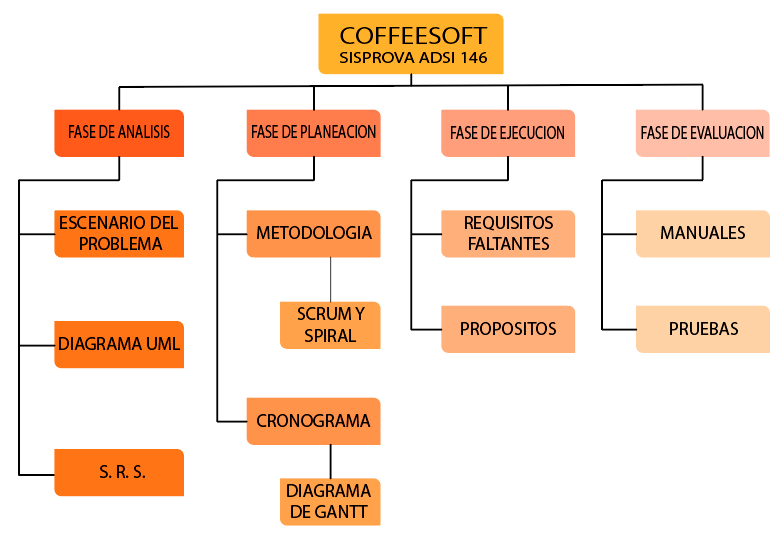 COFFEESOFT
SISPROVA ADSI 146
FASE DE ANALISIS
FASE DE PLANEACION
FASE DE EJECUCION
FASE DE EVALUACION
ESCENARIO DEL
PROBLEMA
DIAGRAMA UML
S. R. S.
METODOLOGIA
SCRUM Y
SPIRAL
CRONOGRAMA
DIAGRAMA
DE GANTT
REQUISITOS
FALTANTES
PROPOSITOS
MANUALES
PRUEBAS